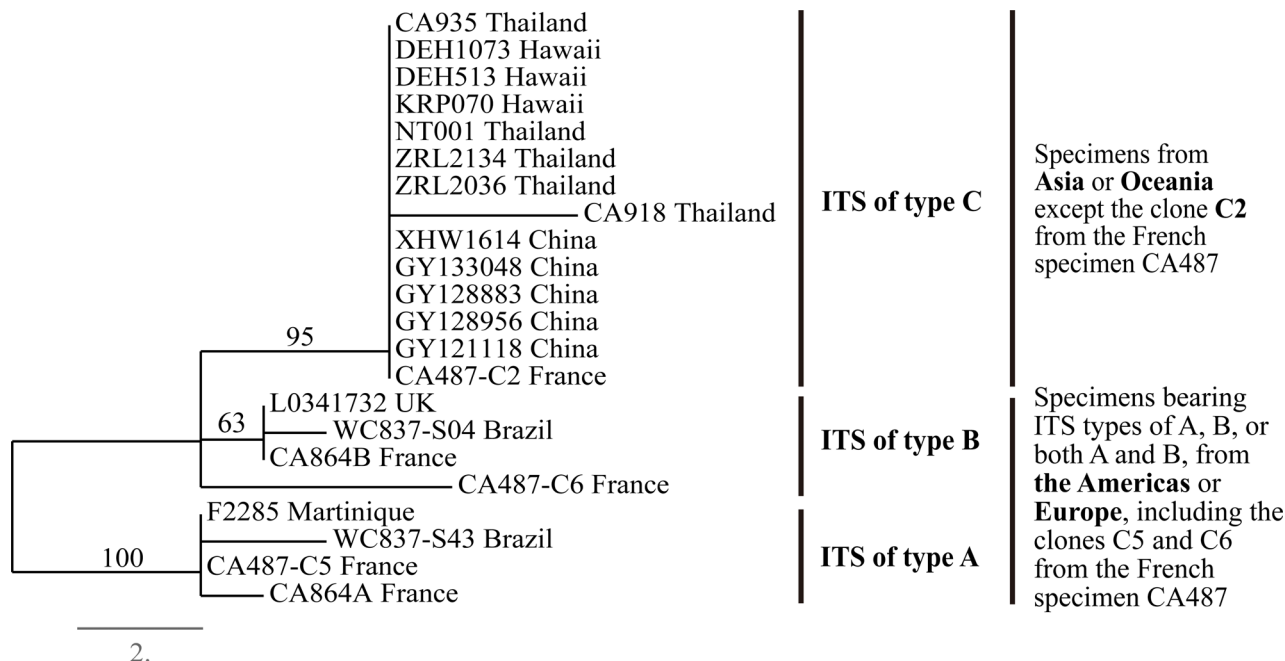 CA935 Thailand
DEH1073 Hawaii
DEH513 Hawaii
KRP070 Hawaii
NT001 Thailand
ZRL2134 Thailand
ZRL2036 Thailand
CA918 Thailand
XHW1614 China
GY133048 China
GY128883 China
GY128956 China
GY121118 China
CA487-C2 France
95
L0341732 UK
63
WC837-S04 Brazil
CA864B France
CA487-C6 France
F2285 Martinique
WC837-S43 Brazil
100
CA487-C5 France
CA864A France
2.
ITS of type C
ITS of type B
ITS of type A
Specimens from
Asia or Oceania
except the clone C2
from the French
specimen CA487
Specimens bearing
ITS types of A, B, or
both A and B, from
the Americas or
Europe, including the
clones C5 and C6
from the French
specimen CA487